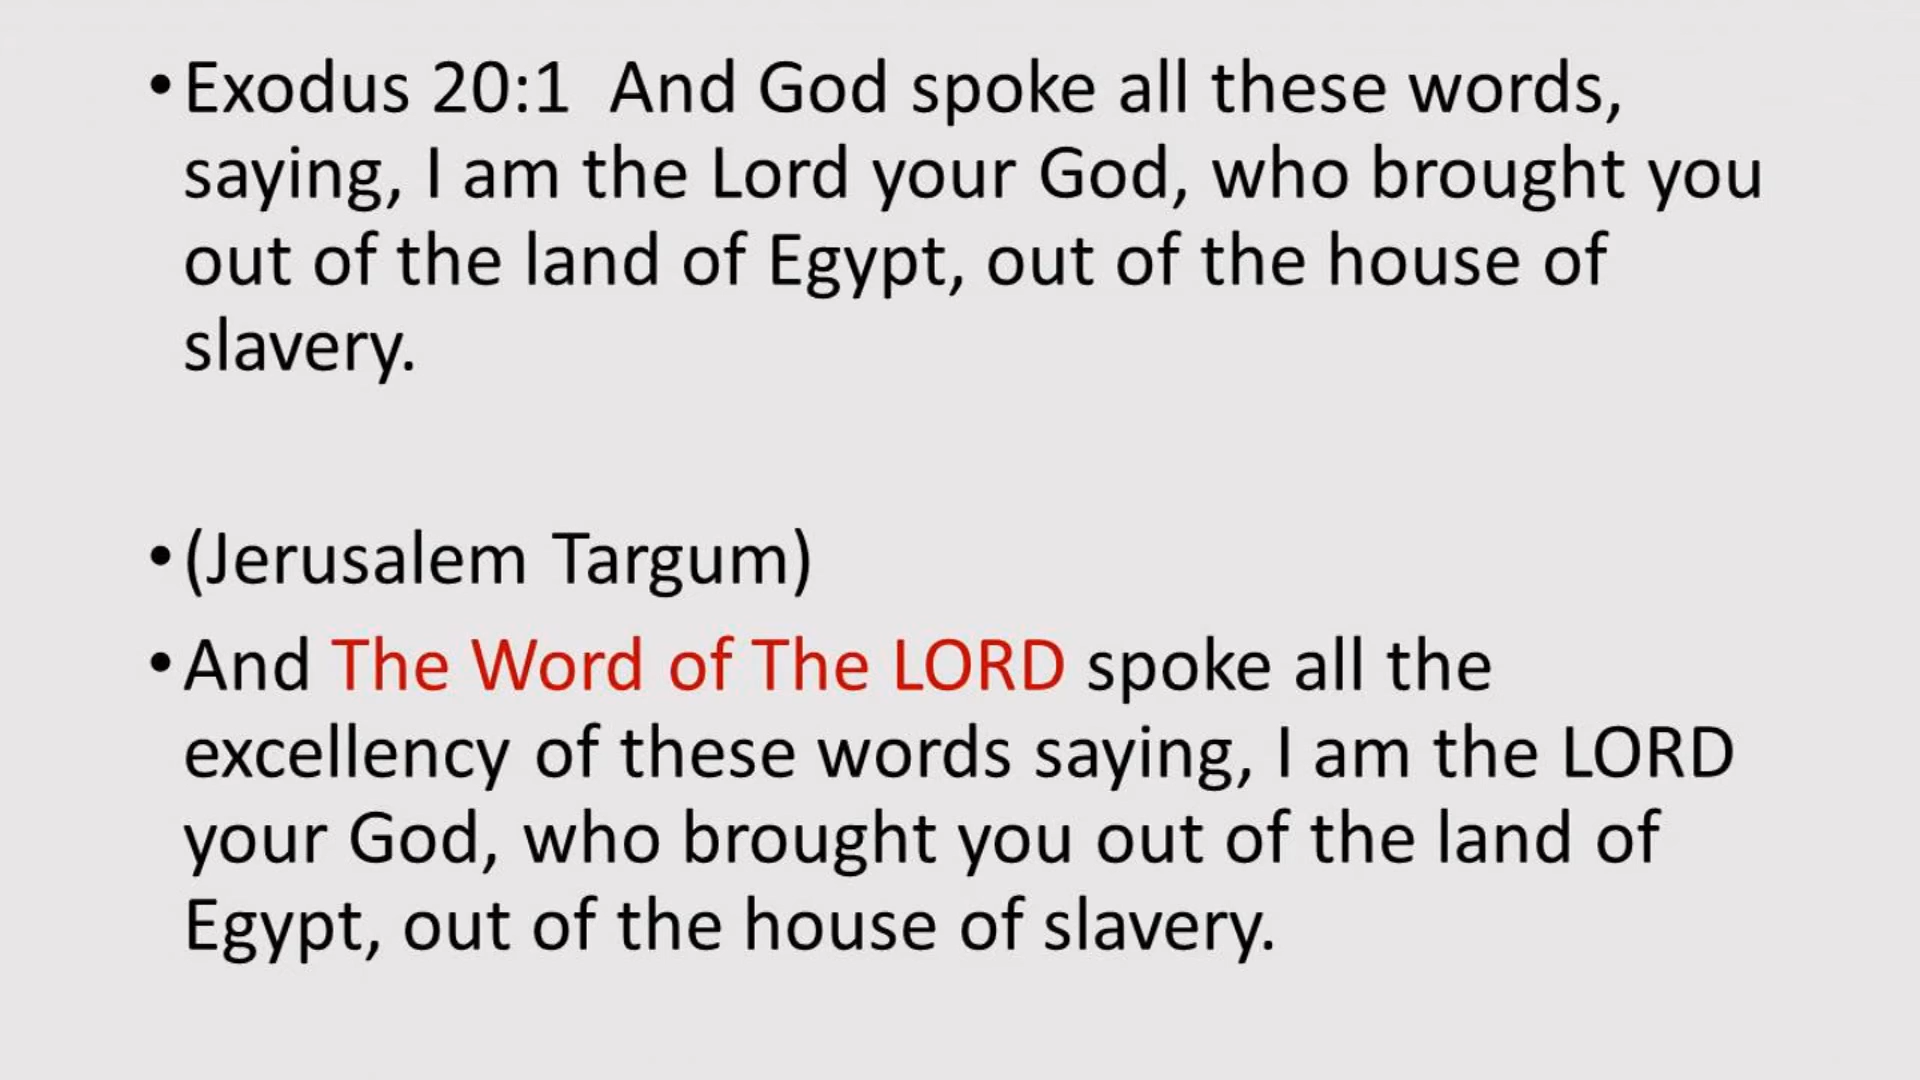 •Exodus 20:1  And God spoke all these words,
saying, I am the Lord your God, who brought you
out of the land of Egypt, out of the house of
slavery.
•(Jerusalem Targum)
•And The Word of The LORD spoke all the
excellency of these words saying, I am the LORD
your God, who brought you out of the land of
Egypt, out of the house of slavery.